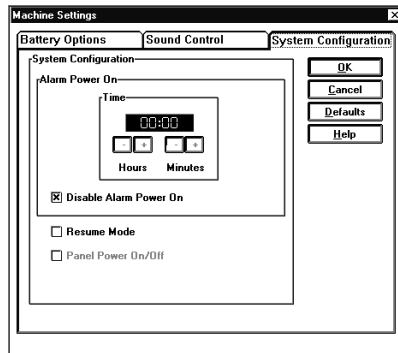 Machine Settings
Battery Options
Sound Control
System Configuration
System Configuration
Alarm Power On
Time
00:00
- + - +
Hours Minutes
Disable Alarm Power On
Resume Mode
Panel Power On/Off
OK
Cancel
Defaults
Help